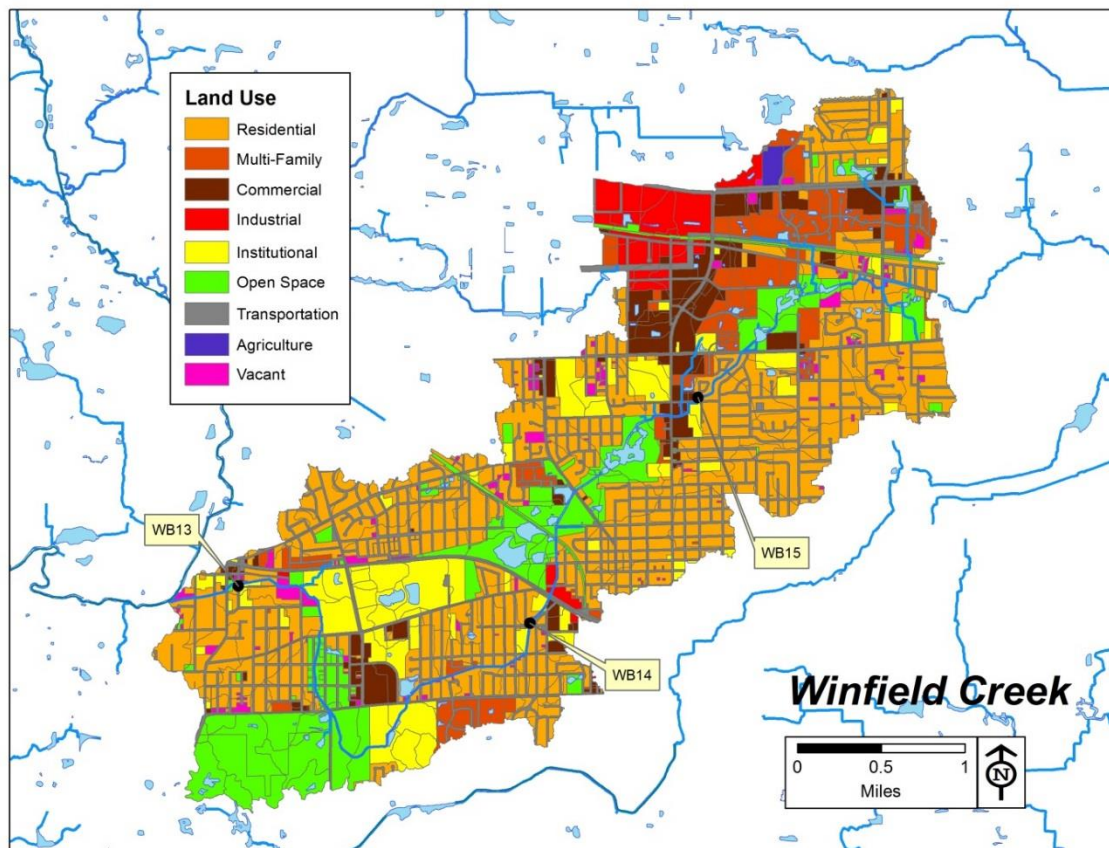 Land Use
Residential
Multi-Family
Commercial
Industrial
Institutional
Open Space
Transportation
Agriculture
Vacant
WB13
WB15
WB14
Winfield Creek
0 0.5 1
Miles
N